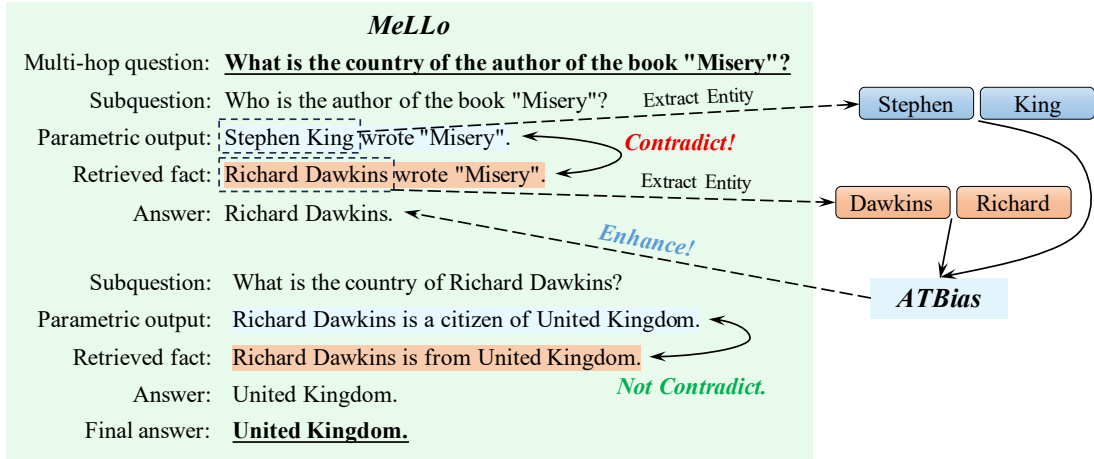 MeLLo
Multi-hop question: What is the country of the author of the book "Misery"?
Subquestion: Who is the author of the book "Misery"?
Extract Entity
Stephen King
Parametric output: Stephen King wrote "Misery".
Contradict!
Retrieved fact: Richard Dawkins wrote "Misery".
Extract Entity
Dawkins Richard
Answer: Richard Dawkins.
Enhance!
Subquestion: What is the country of Richard Dawkins?
ATBias
Parametric output: Richard Dawkins is a citizen of United Kingdom.
Retrieved fact: Richard Dawkins is from United Kingdom.
Not Contradict.
Answer: United Kingdom.
Final answer: United Kingdom.